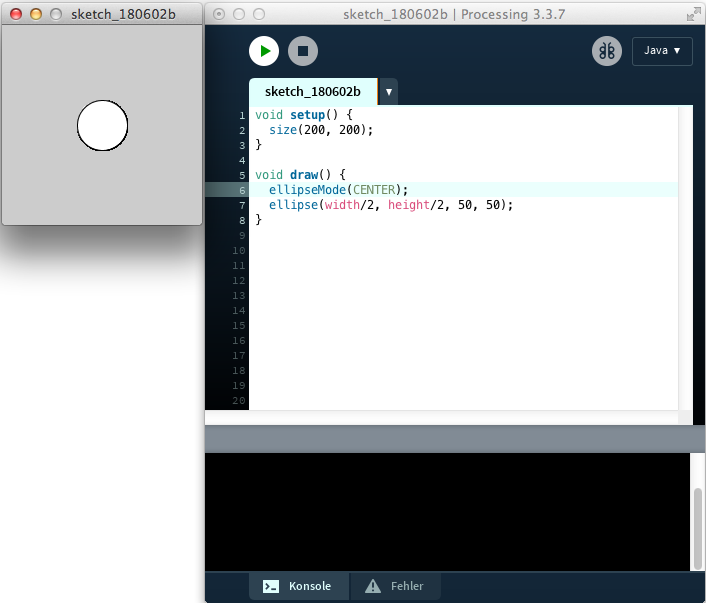 sketch_180602b
sketch_180602b | Processing 3.3.7
Java ▼
sketch_180602b ▼
1 void setup() {
2   size(200, 200);
3 }
4
5 void draw() {
6   ellipseMode(CENTER);
7   ellipse(width/2, height/2, 50, 50);
8 }
9
10
11
12
13
14
15
16
17
18
19
20
Konsole
Fehler